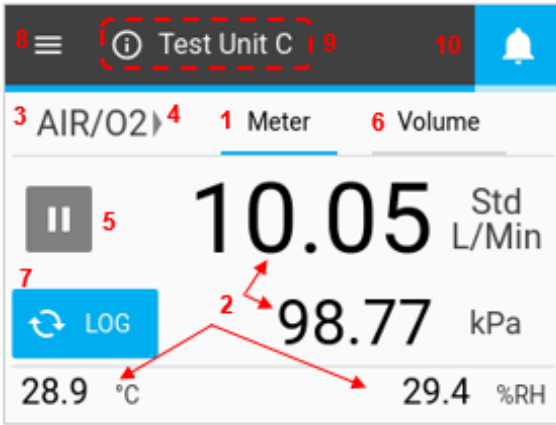 8 Test Unit C 9 10
3 AIR/O2 4 1 Meter 6 Volume
5 10.05 Std L/Min
7 LOG 2 98.77 kPa
28.9 °C 29.4 %RH